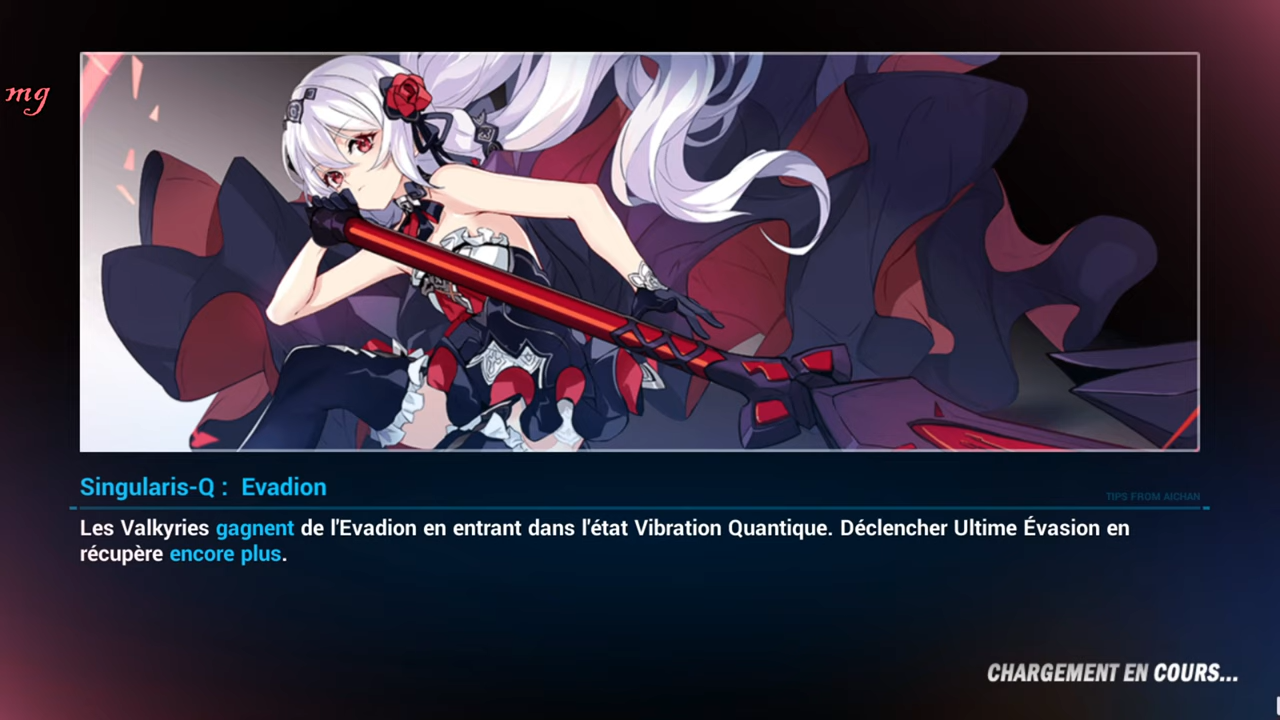 mg
Singularis-Q : Evadion
TIPS FROM AICHAN
Les Valkyries gagnent de l'Evadion en entrant dans l'état Vibration Quantique. Déclencher Ultime Évasion en
récupère encore plus.
CHARGEMENT EN COURS...